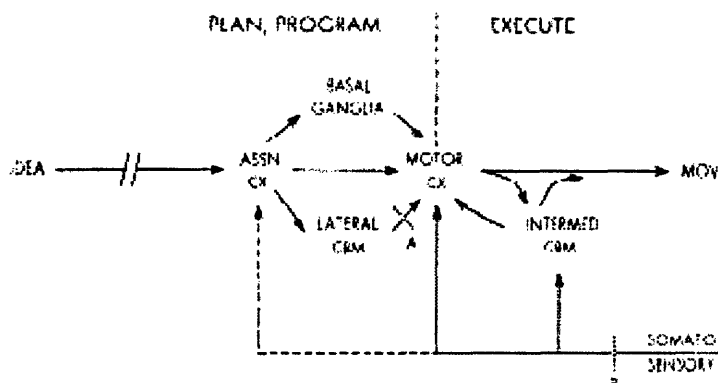 PLAN, PROGRAM
EXECUTE
BASAL
GANGLIA
IDEA
ASSN
CX
MOTOR
CX
MOV
LATERAL
CBM
A
INTERMED
CBM
SOMATO
SENSORY